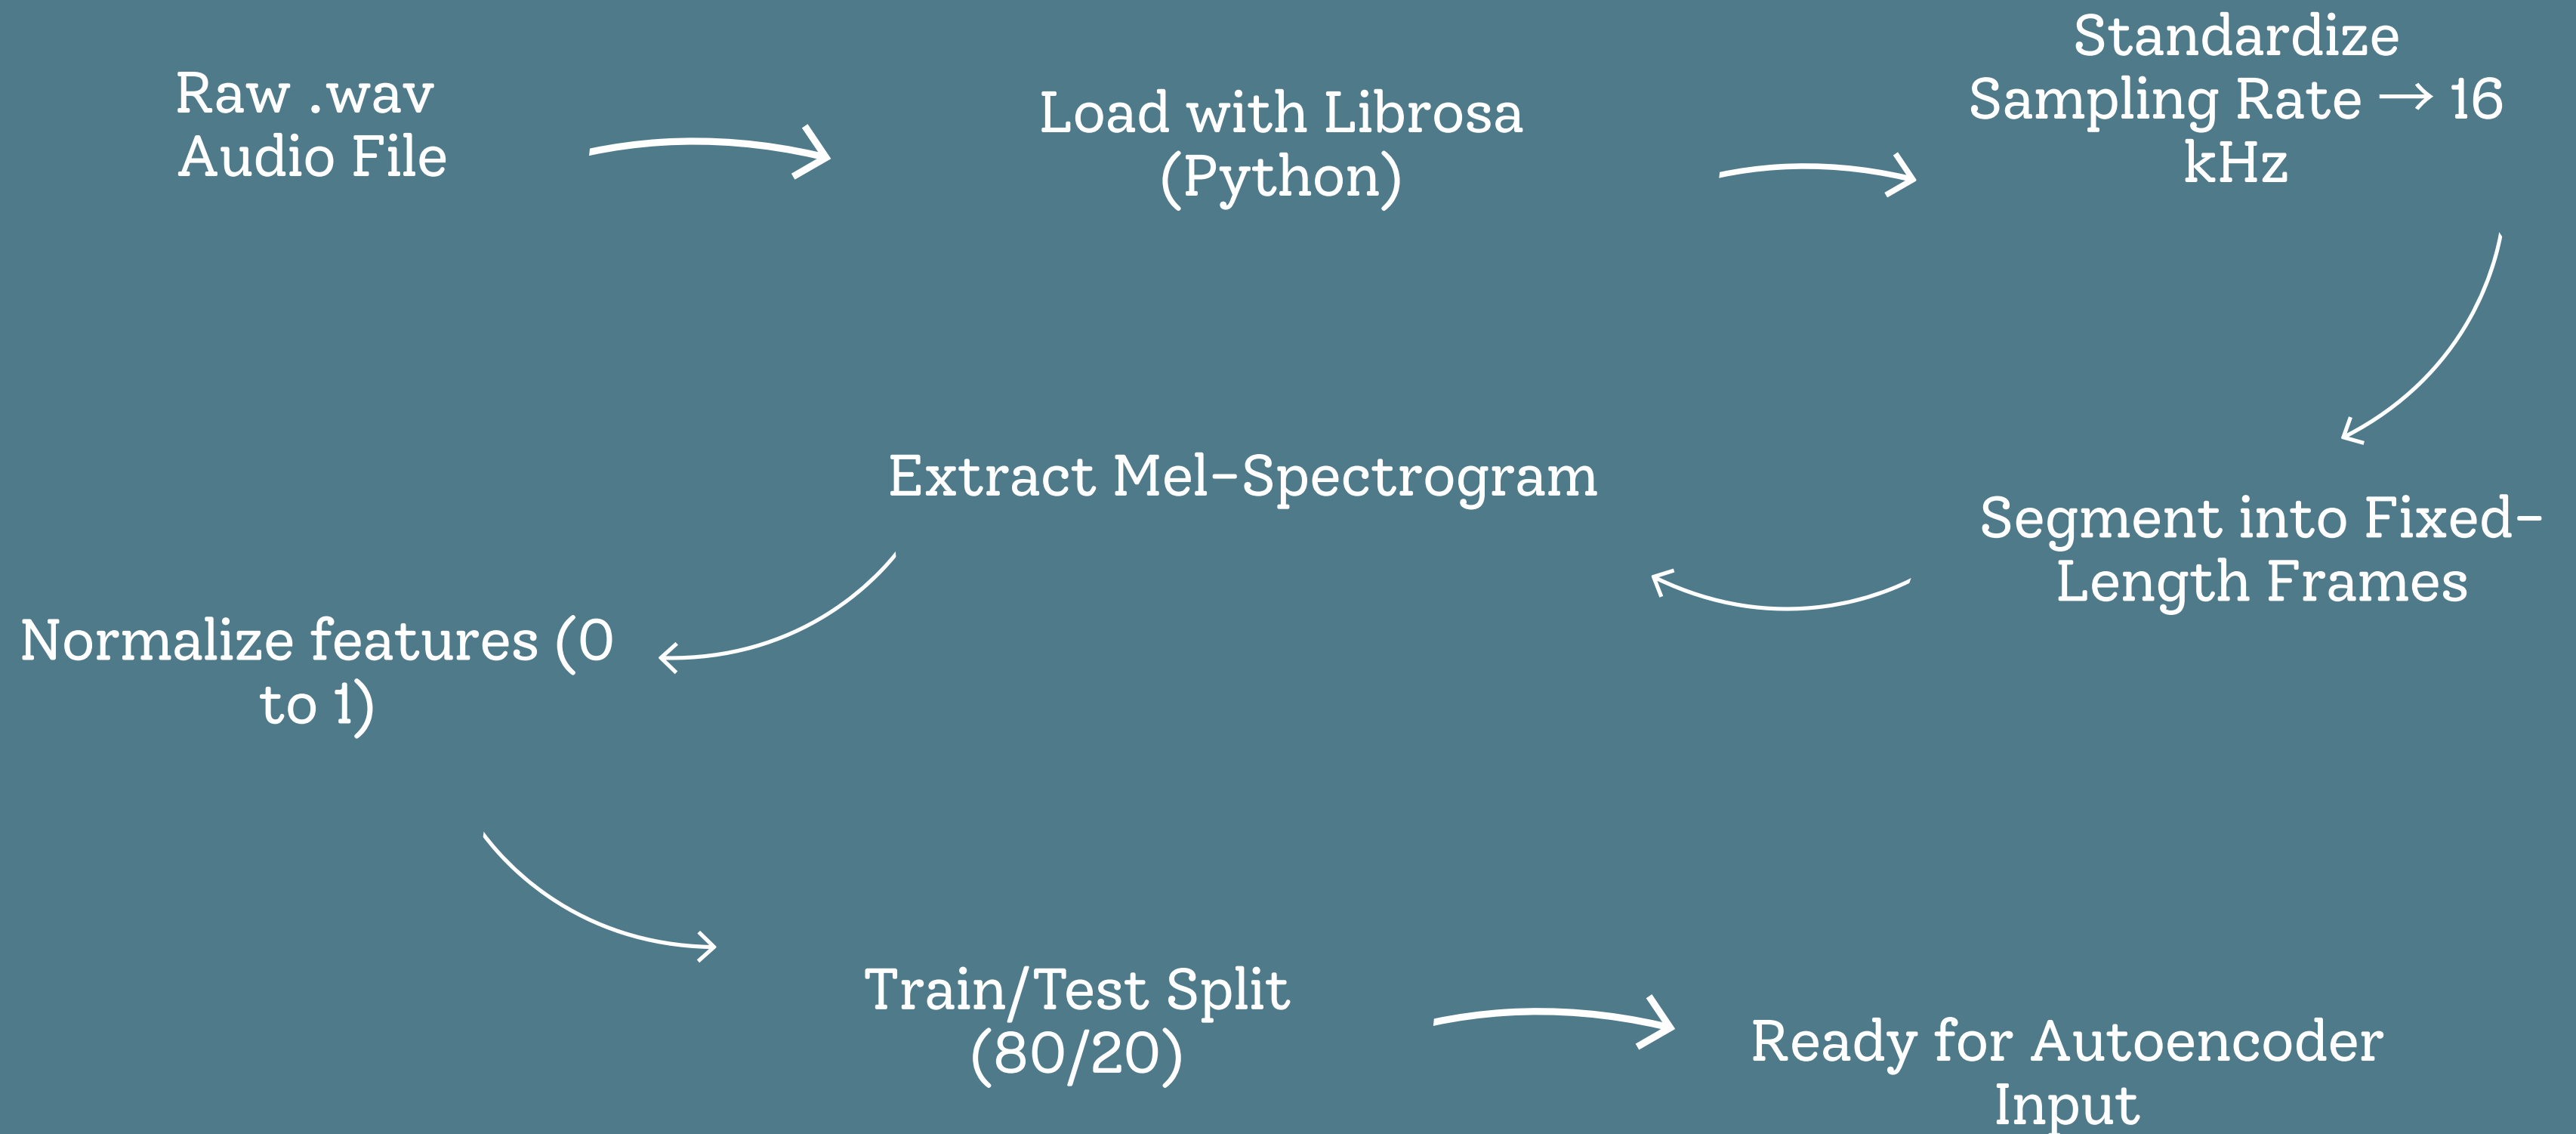 Raw .wav
Audio File
Load with Librosa
(Python)
Standardize
Sampling Rate → 16
kHz
Segment into Fixed-
Length Frames
Extract Mel-Spectrogram
Normalize features (0
to 1)
Train/Test Split
(80/20)
Ready for Autoencoder
Input